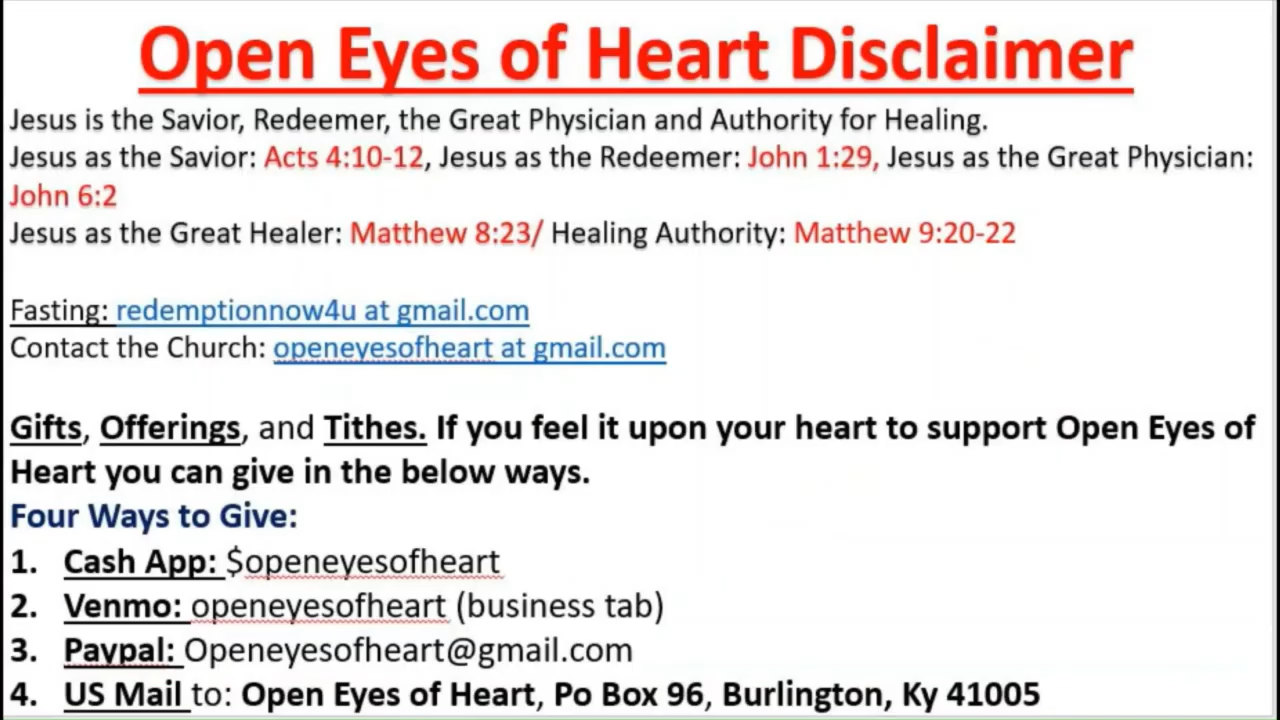 Open Eyes of Heart Disclaimer
Jesus is the Savior, Redeemer, the Great Physician and Authority for Healing.
Jesus as the Savior: Acts 4:10-12, Jesus as the Redeemer: John 1:29, Jesus as the Great Physician:
John 6:2
Jesus as the Great Healer: Matthew 8:23/ Healing Authority: Matthew 9:20-22
Fasting: redemptionnow4u at gmail.com
Contact the Church: openeyesofheart at gmail.com
Gifts, Offerings, and Tithes. If you feel it upon your heart to support Open Eyes of
Heart you can give in the below ways.
Four Ways to Give:
1. Cash App: $openeyesofheart
2. Venmo: openeyesofheart (business tab)
3. Paypal: Openeyesofheart@gmail.com
4. US Mail to: Open Eyes of Heart, Po Box 96, Burlington, Ky 41005